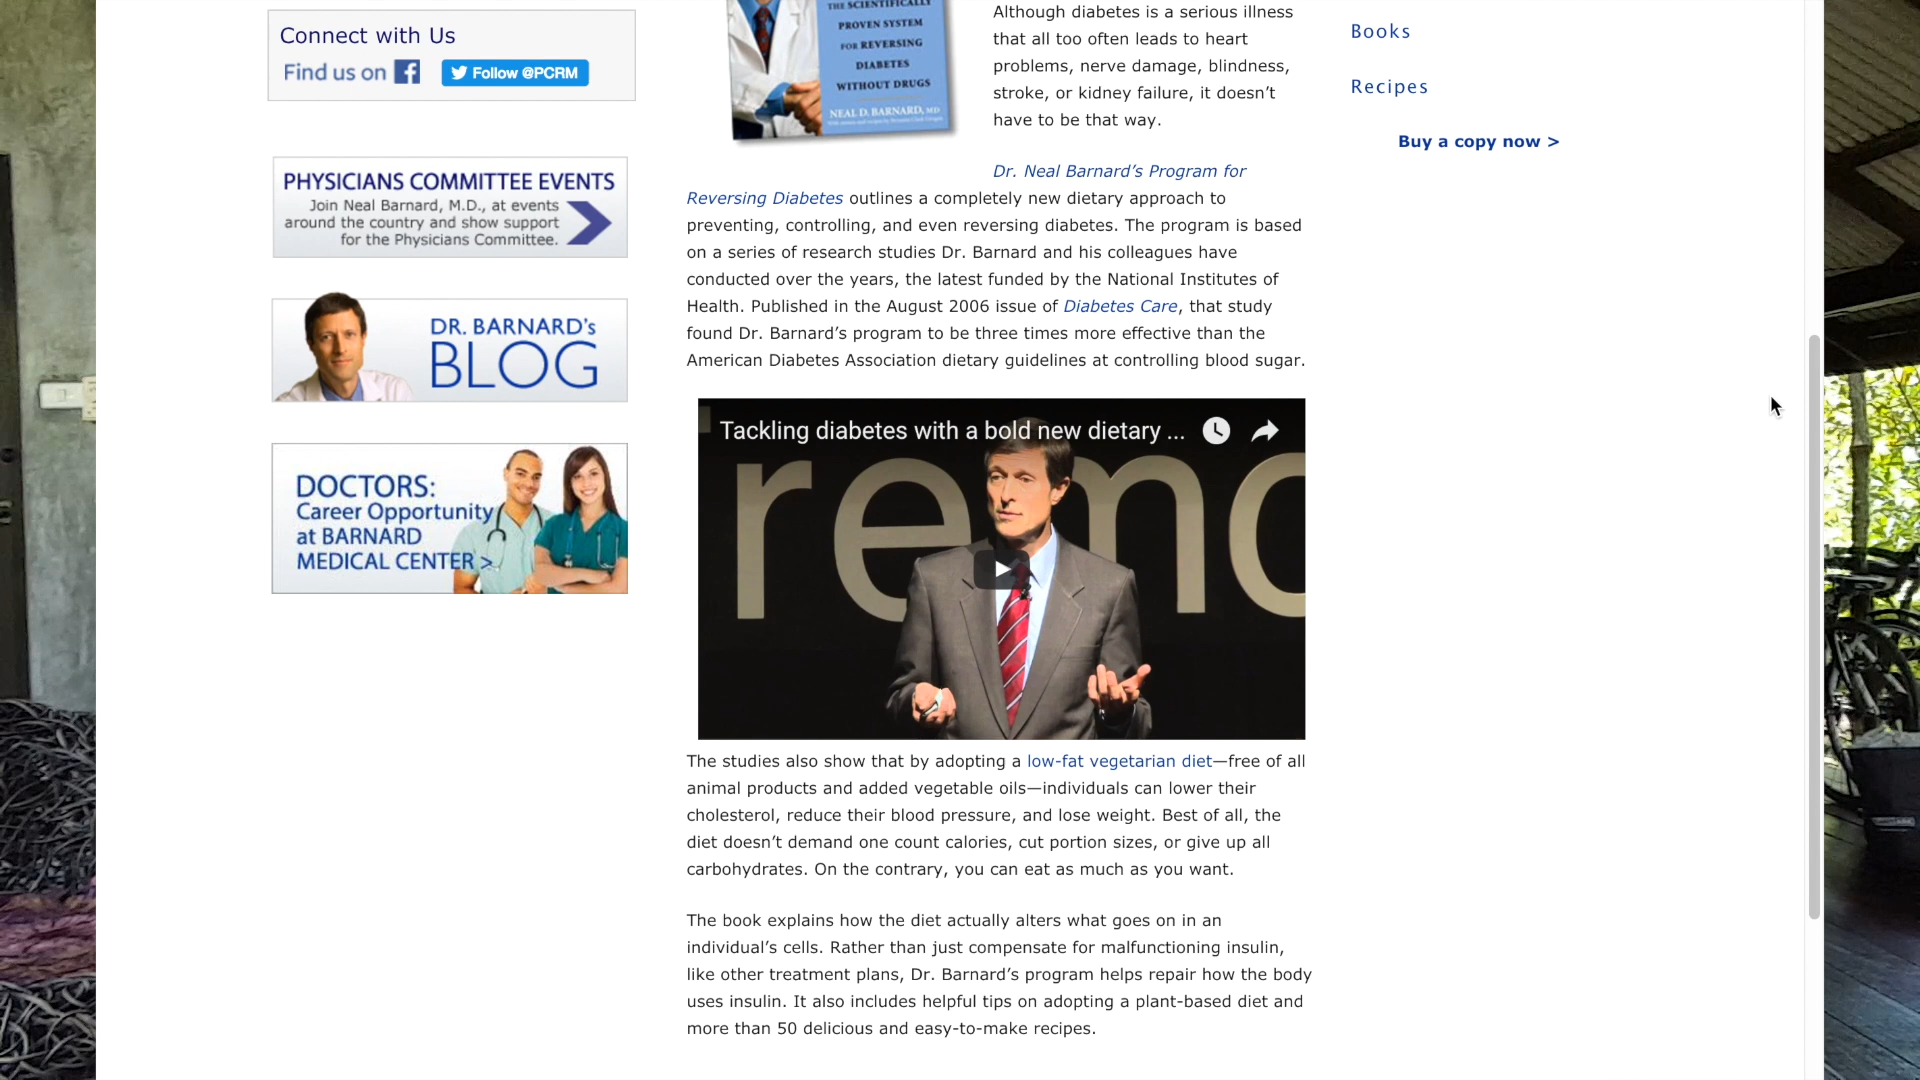 Connect with Us
Find us on
Follow @PCRM
PHYSICIANS COMMITTEE EVENTS
Join Neal Barnard, M.D., at events
around the country and show support
for the Physicians Committee.
DR. BARNARD's
BLOG
DOCTORS:
Career Opportunity
at BARNARD
MEDICAL CENTER >
THE SCIENTIFICALLY
PROVEN SYSTEM
FOR REVERSING
DIABETES
WITHOUT DRUGS
NEAL D. BARNARD, MD
Although diabetes is a serious illness
that all too often leads to heart
problems, nerve damage, blindness,
stroke, or kidney failure, it doesn’t
have to be that way.
Dr. Neal Barnard’s Program for
Reversing Diabetes outlines a completely new dietary approach to
preventing, controlling, and even reversing diabetes. The program is based
on a series of research studies Dr. Barnard and his colleagues have
conducted over the years, the latest funded by the National Institutes of
Health. Published in the August 2006 issue of Diabetes Care, that study
found Dr. Barnard’s program to be three times more effective than the
American Diabetes Association dietary guidelines at controlling blood sugar.
Tackling diabetes with a bold new dietary ...
remo
The studies also show that by adopting a low-fat vegetarian diet—free of all
animal products and added vegetable oils—individuals can lower their
cholesterol, reduce their blood pressure, and lose weight. Best of all, the
diet doesn’t demand one count calories, cut portion sizes, or give up all
carbohydrates. On the contrary, you can eat as much as you want.
The book explains how the diet actually alters what goes on in an
individual’s cells. Rather than just compensate for malfunctioning insulin,
like other treatment plans, Dr. Barnard’s program helps repair how the body
uses insulin. It also includes helpful tips on adopting a plant-based diet and
more than 50 delicious and easy-to-make recipes.
Books
Recipes
Buy a copy now >